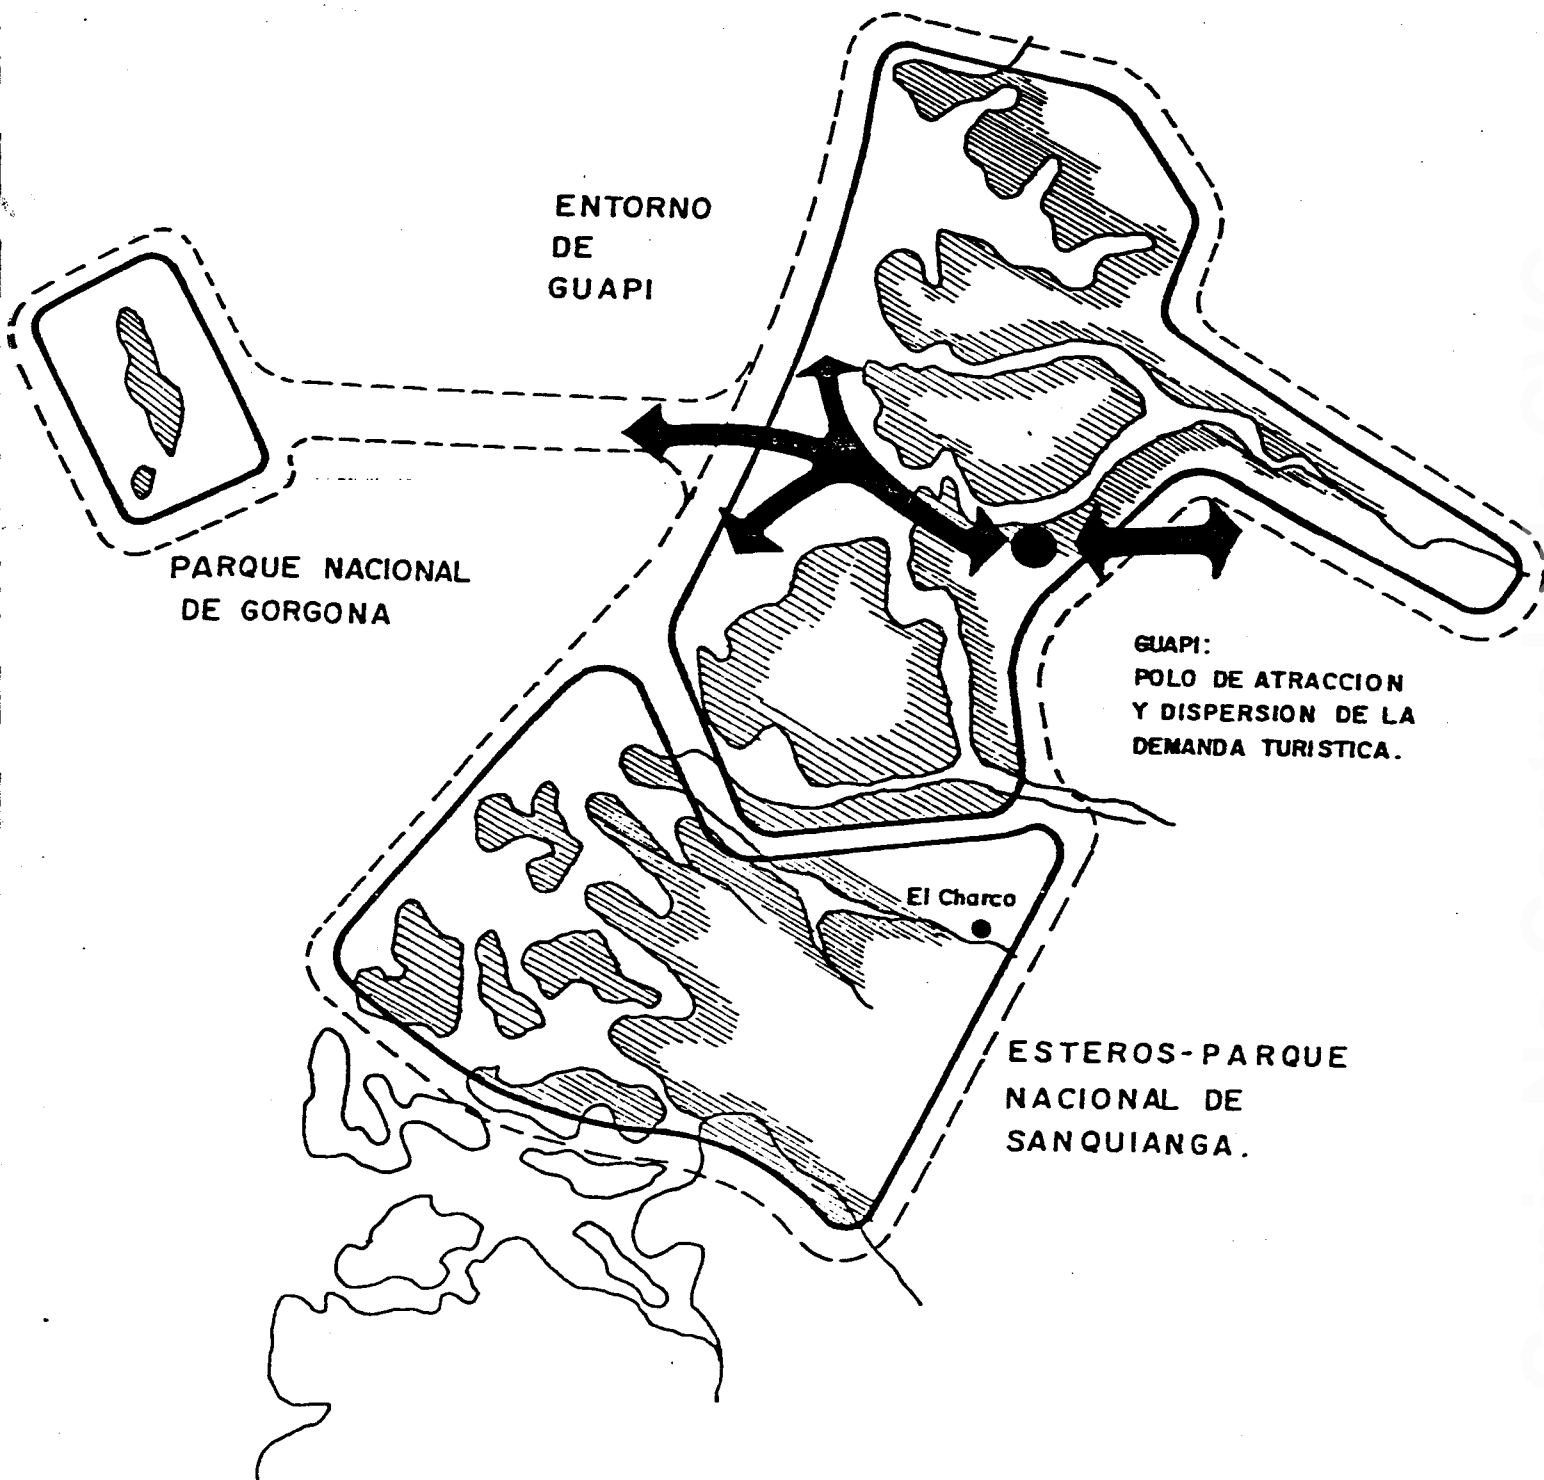 ENTORNO
DE
GUAPI
PARQUE NACIONAL
DE GORGONA
GUAPI:
POLO DE ATRACCION
Y DISPERSION DE LA
DEMANDA TURISTICA.
El Charco
ESTEROS-PARQUE
NACIONAL DE
SANQUIANGA.